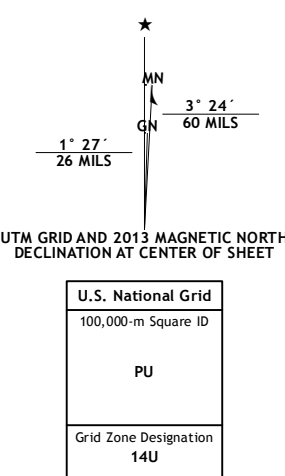 ★
MN
3° 24´
60 MILS
GN
1° 27´
26 MILS
UTM GRID AND 2013 MAGNETIC NORTH
DECLINATION AT CENTER OF SHEET
U.S. National Grid
100,000-m Square ID
PU
Grid Zone Designation
14U